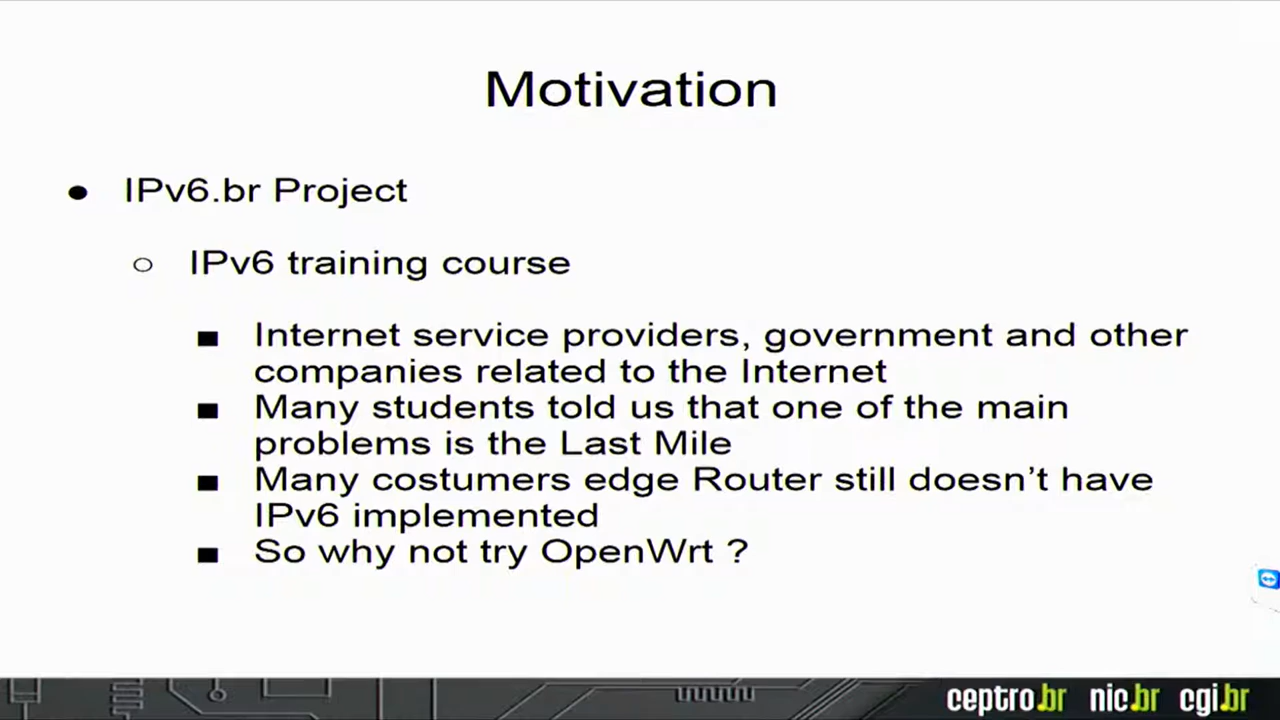 Motivation
● IPv6.br Project
○ IPv6 training course
■ Internet service providers, government and other
companies related to the Internet
■ Many students told us that one of the main
problems is the Last Mile
■ Many costumers edge Router still doesn't have
IPv6 implemented
■ So why not try OpenWrt ?
ceptro.br nic.br cgi.br